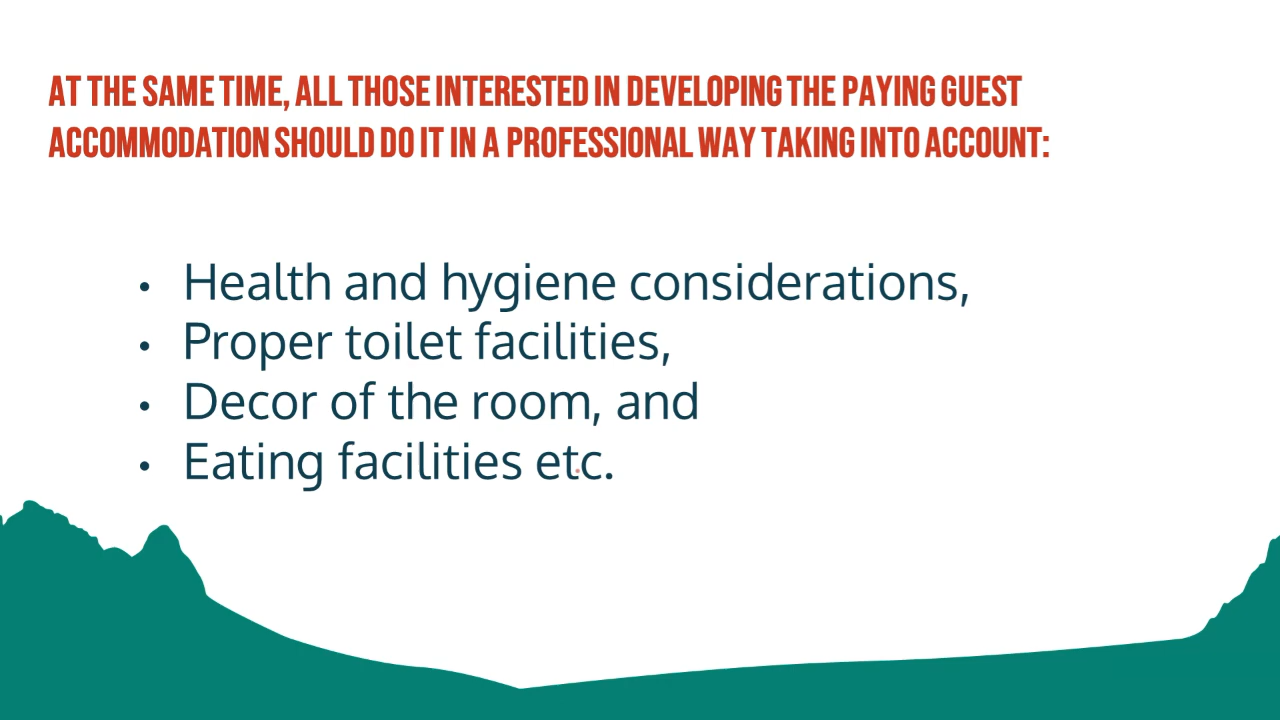 AT THE SAME TIME, ALL THOSE INTERESTED IN DEVELOPING THE PAYING GUEST
ACCOMMODATION SHOULD DO IT IN A PROFESSIONAL WAY TAKING INTO ACCOUNT:
• Health and hygiene considerations,
• Proper toilet facilities,
• Decor of the room, and
• Eating facilities etc.